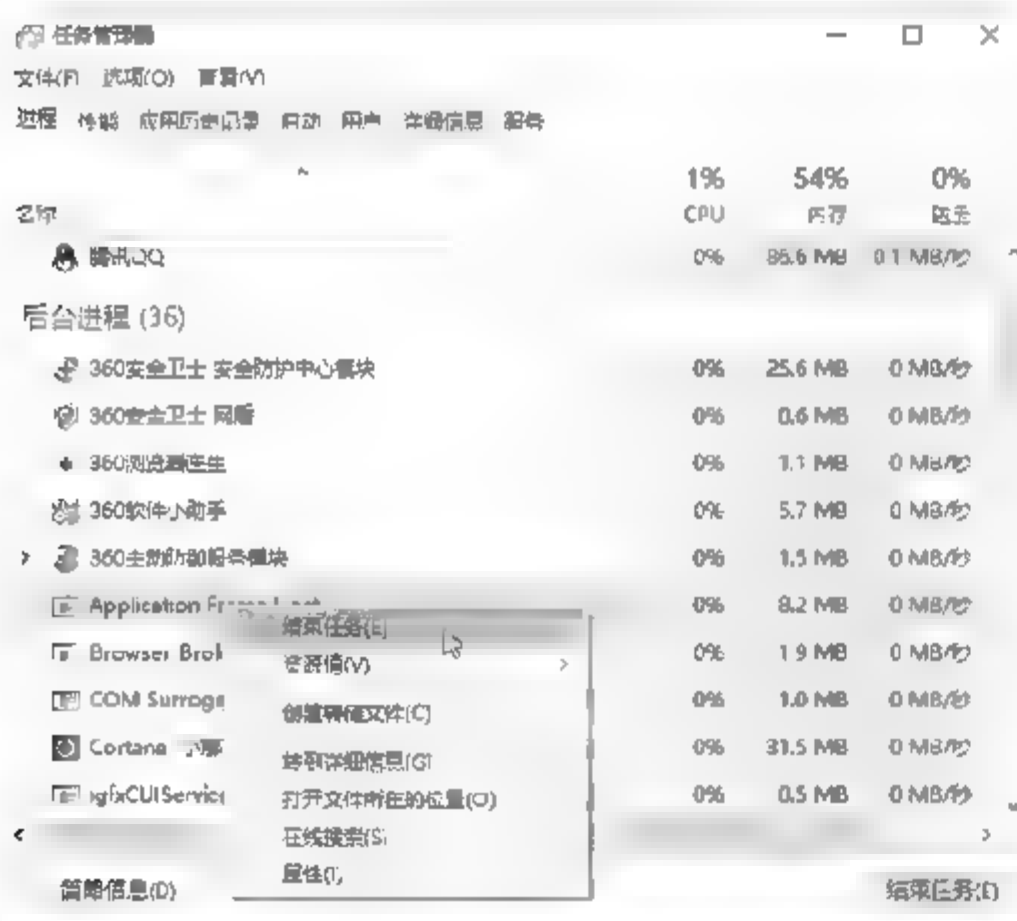 任务管理器
文件(F) 选项(O) 查看(V)
进程 性能 应用历史记录 启动 用户 详细信息 服务
1% 54% 0%
名称 CPU 内存 磁盘
腾讯QQ 0% 86.6 MB 0.1 MB/秒
后台进程 (36)
360安全卫士 安全防护中心模块 0% 25.6 MB 0 MB/秒
360安全卫士 网盾 0% 0.6 MB 0 MB/秒
360浏览器医生 0% 1.1 MB 0 MB/秒
360软件小助手 0% 5.7 MB 0 MB/秒
360主动防御服务模块 0% 1.5 MB 0 MB/秒
Application Frame Host 0% 8.2 MB 0 MB/秒
Browser Brok 0% 1.9 MB 0 MB/秒
COM Surrog 0% 1.0 MB 0 MB/秒
Cortana 小娜 0% 31.5 MB 0 MB/秒
igfxCUIService 0% 0.5 MB 0 MB/秒
结束任务(E)
资源值(V)
创建转储文件(C)
转到详细信息(G)
打开文件所在的位置(O)
在线搜索(S)
属性(I)
简略信息(D) 结束任务(E)